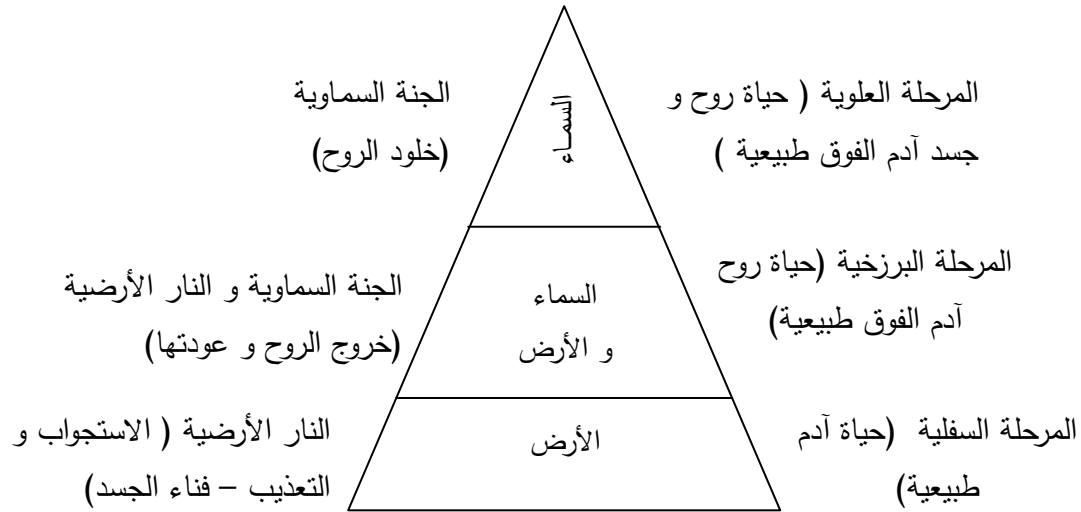 المرحلة العلوية ( حياة روح و
جسد آدم الفوق طبيعية )
السماء
الجنة السماوية
(خلود الروح)
المرحلة البرزخية (حياة روح
آدم الفوق طبيعية)
السماء
و الأرض
الجنة السماوية و النار الأرضية
(خروج الروح و عودتها)
المرحلة السفلية (حياة آدم
طبيعية)
الأرض
النار الأرضية ( الاستجواب و
التعذيب – فناء الجسد)